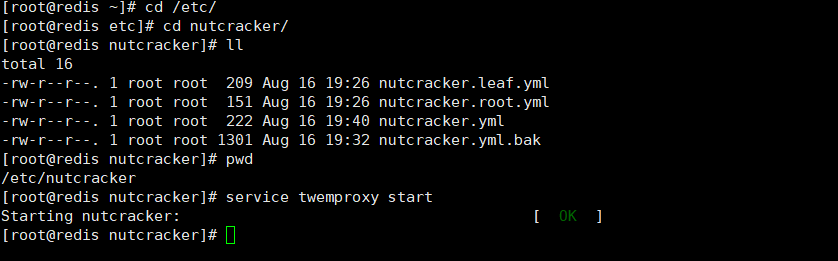 [root@redis ~]# cd /etc/
[root@redis etc]# cd nutcracker/
[root@redis nutcracker]# ll
total 16
-rw-r--r--. 1 root root  209 Aug 16 19:26 nutcracker.leaf.yml
-rw-r--r--. 1 root root  151 Aug 16 19:26 nutcracker.root.yml
-rw-r--r--. 1 root root  222 Aug 16 19:40 nutcracker.yml
-rw-r--r--. 1 root root 1301 Aug 16 19:32 nutcracker.yml.bak
[root@redis nutcracker]# pwd
/etc/nutcracker
[root@redis nutcracker]# service twemproxy start
Starting nutcracker:                                       [  OK  ]
[root@redis nutcracker]#